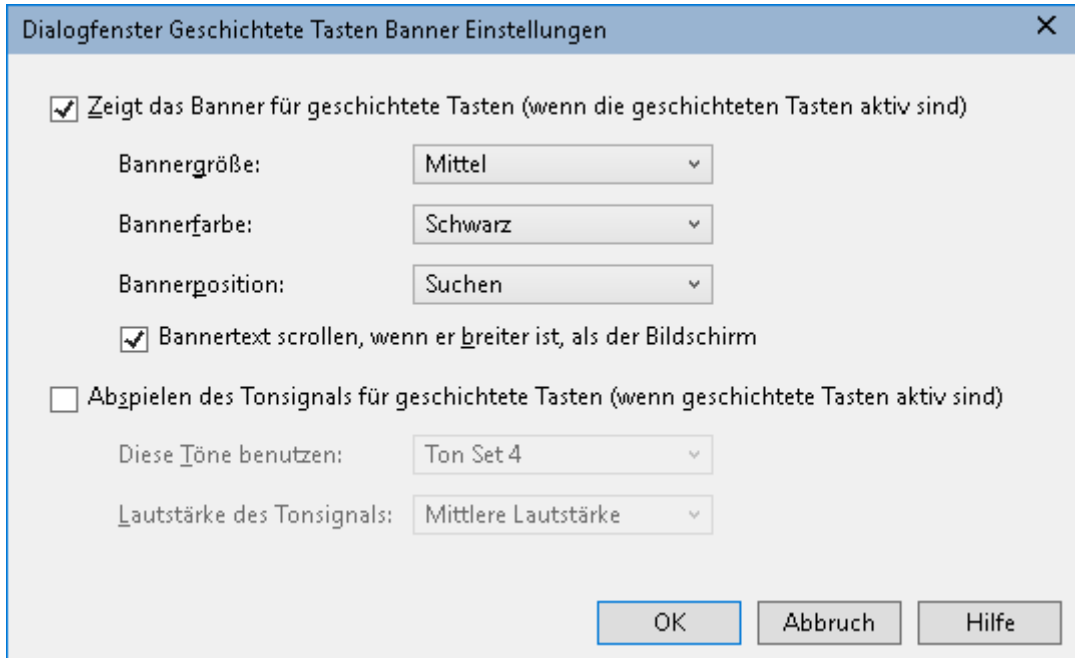 Dialogfenster Geschichtete Tasten Banner Einstellungen
Zeigt das Banner für geschichtete Tasten (wenn die geschichteten Tasten aktiv sind)
Bannergröße: Mittel
Bannerfarbe: Schwarz
Bannerposition: Suchen
Bannertext scrollen, wenn er breiter ist, als der Bildschirm
Abspielen des Tonsignals für geschichtete Tasten (wenn geschichtete Tasten aktiv sind)
Diese Töne benutzen: Ton Set 4
Lautstärke des Tonsignals: Mittlere Lautstärke
OK Abbruch Hilfe